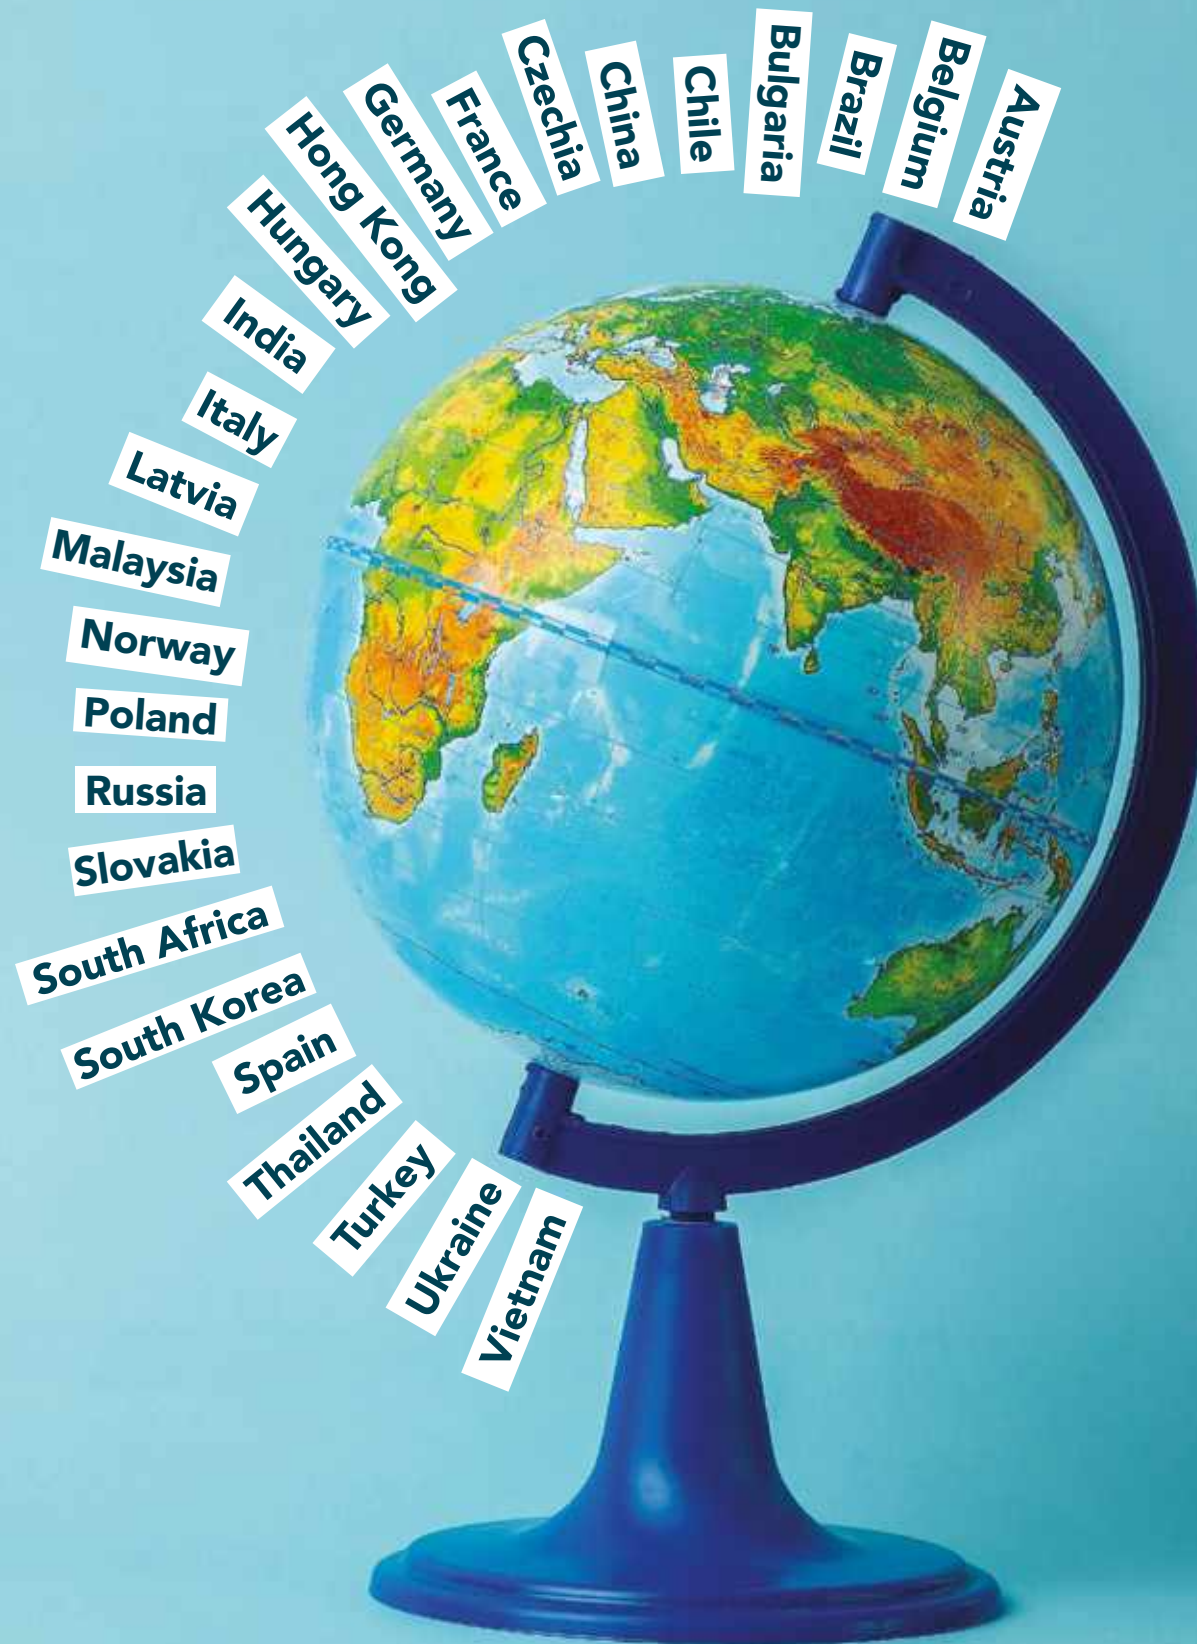 Austria
Belgium
Brazil
Bulgaria
Chile
China
Czechia
France
Germany
Hong Kong
Hungary
India
Italy
Latvia
Malaysia
Norway
Poland
Russia
Slovakia
South Africa
South Korea
Spain
Thailand
Turkey
Ukraine
Vietnam